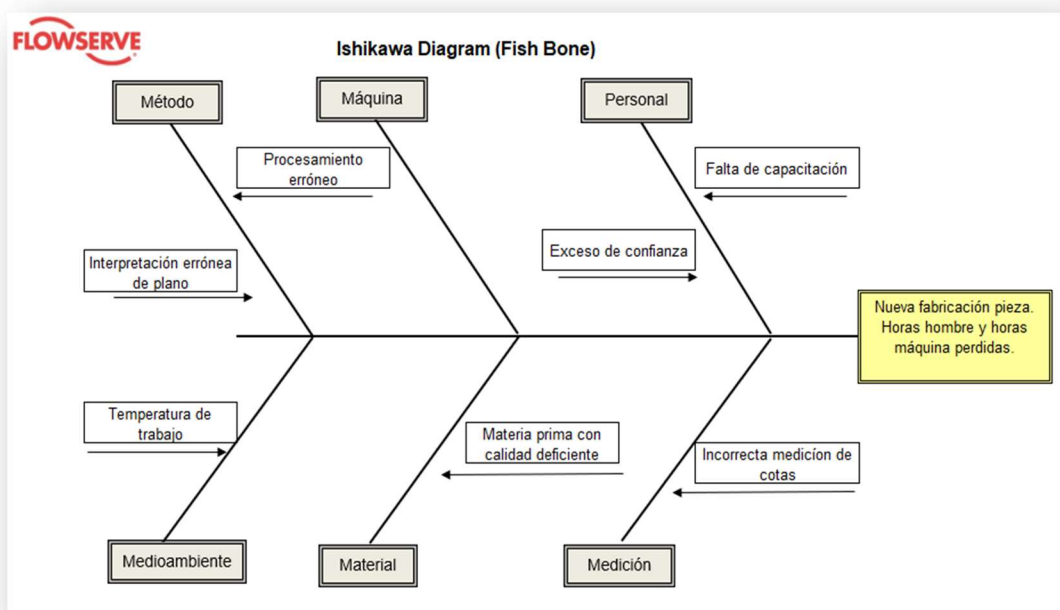 FLOWSERVE
Ishikawa Diagram (Fish Bone)
Método
Máquina
Personal
Procesamiento
erróneo
Falta de capacitación
Exceso de confianza
Interpretación errónea
de plano
Nueva fabricación pieza.
Horas hombre y horas
máquina perdidas.
Temperatura de
trabajo
Materia prima con
calidad deficiente
Incorrecta medicíon de
cotas
Medioambiente
Material
Medición